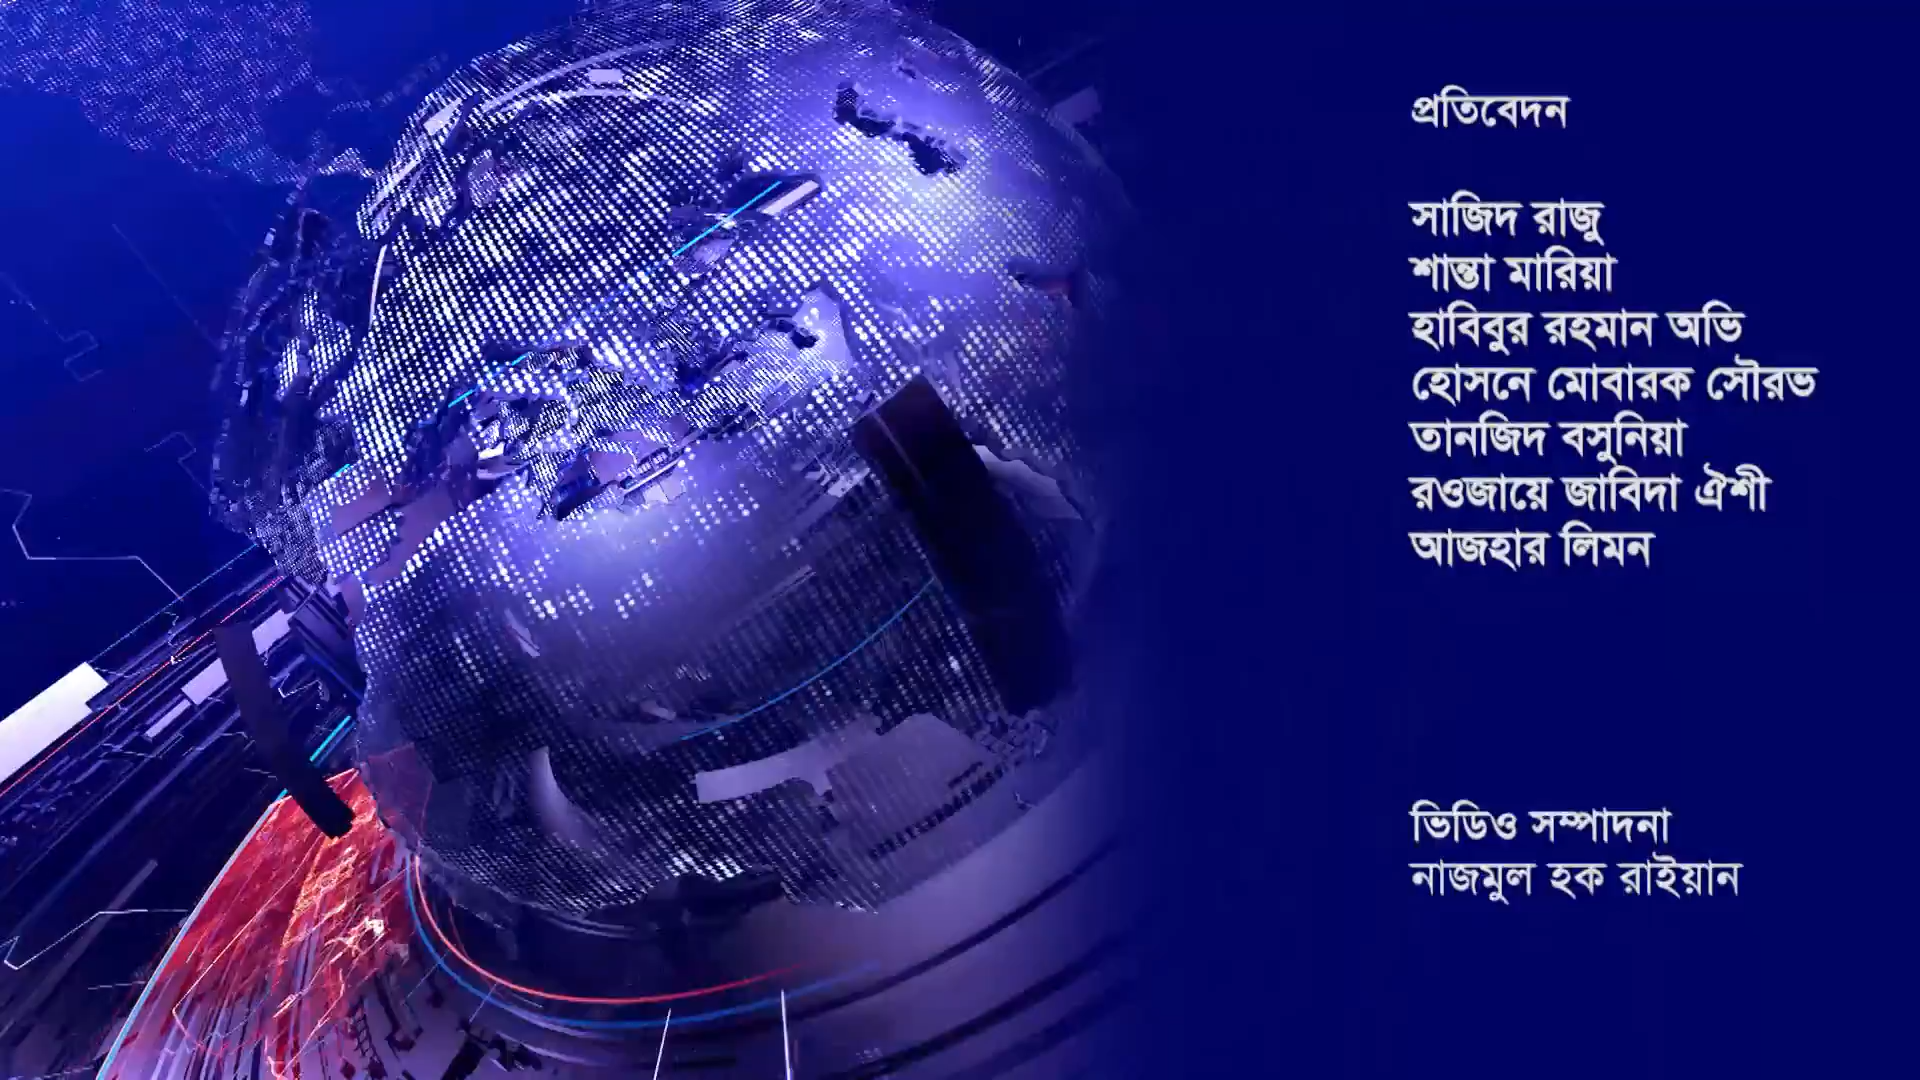 প্রতিবেদন
সাজিদ রাজু
শান্তা মারিয়া
হাবিবুর রহমান অভি
হোসনে মোবারক সৌরভ
তানজিদ বসুনিয়া
রওজায়ে জাবিদা ঐশী
আজহার লিমন
ভিডিও সম্পাদনা
নাজমুল হক রাইয়ান